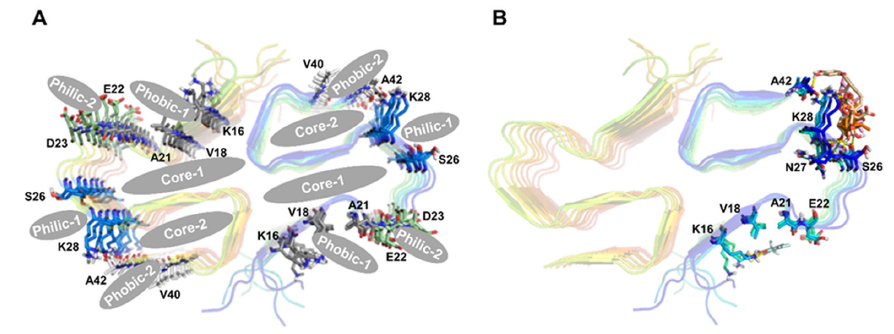 A
Philic-2
E22
Phobic-1
D23
K16
A21
V18
Core-1
S26
Philic-1
Core-2
K28
A42
Phobic-2
V40
V40
Phobic-2
A42
K28
Core-2
Philic-1
S26
Core-1
V18
A21
D23
K16
Philic-2
E22
Phobic-1
B
A42
K28
N27
S26
V18
A21
E22
K16